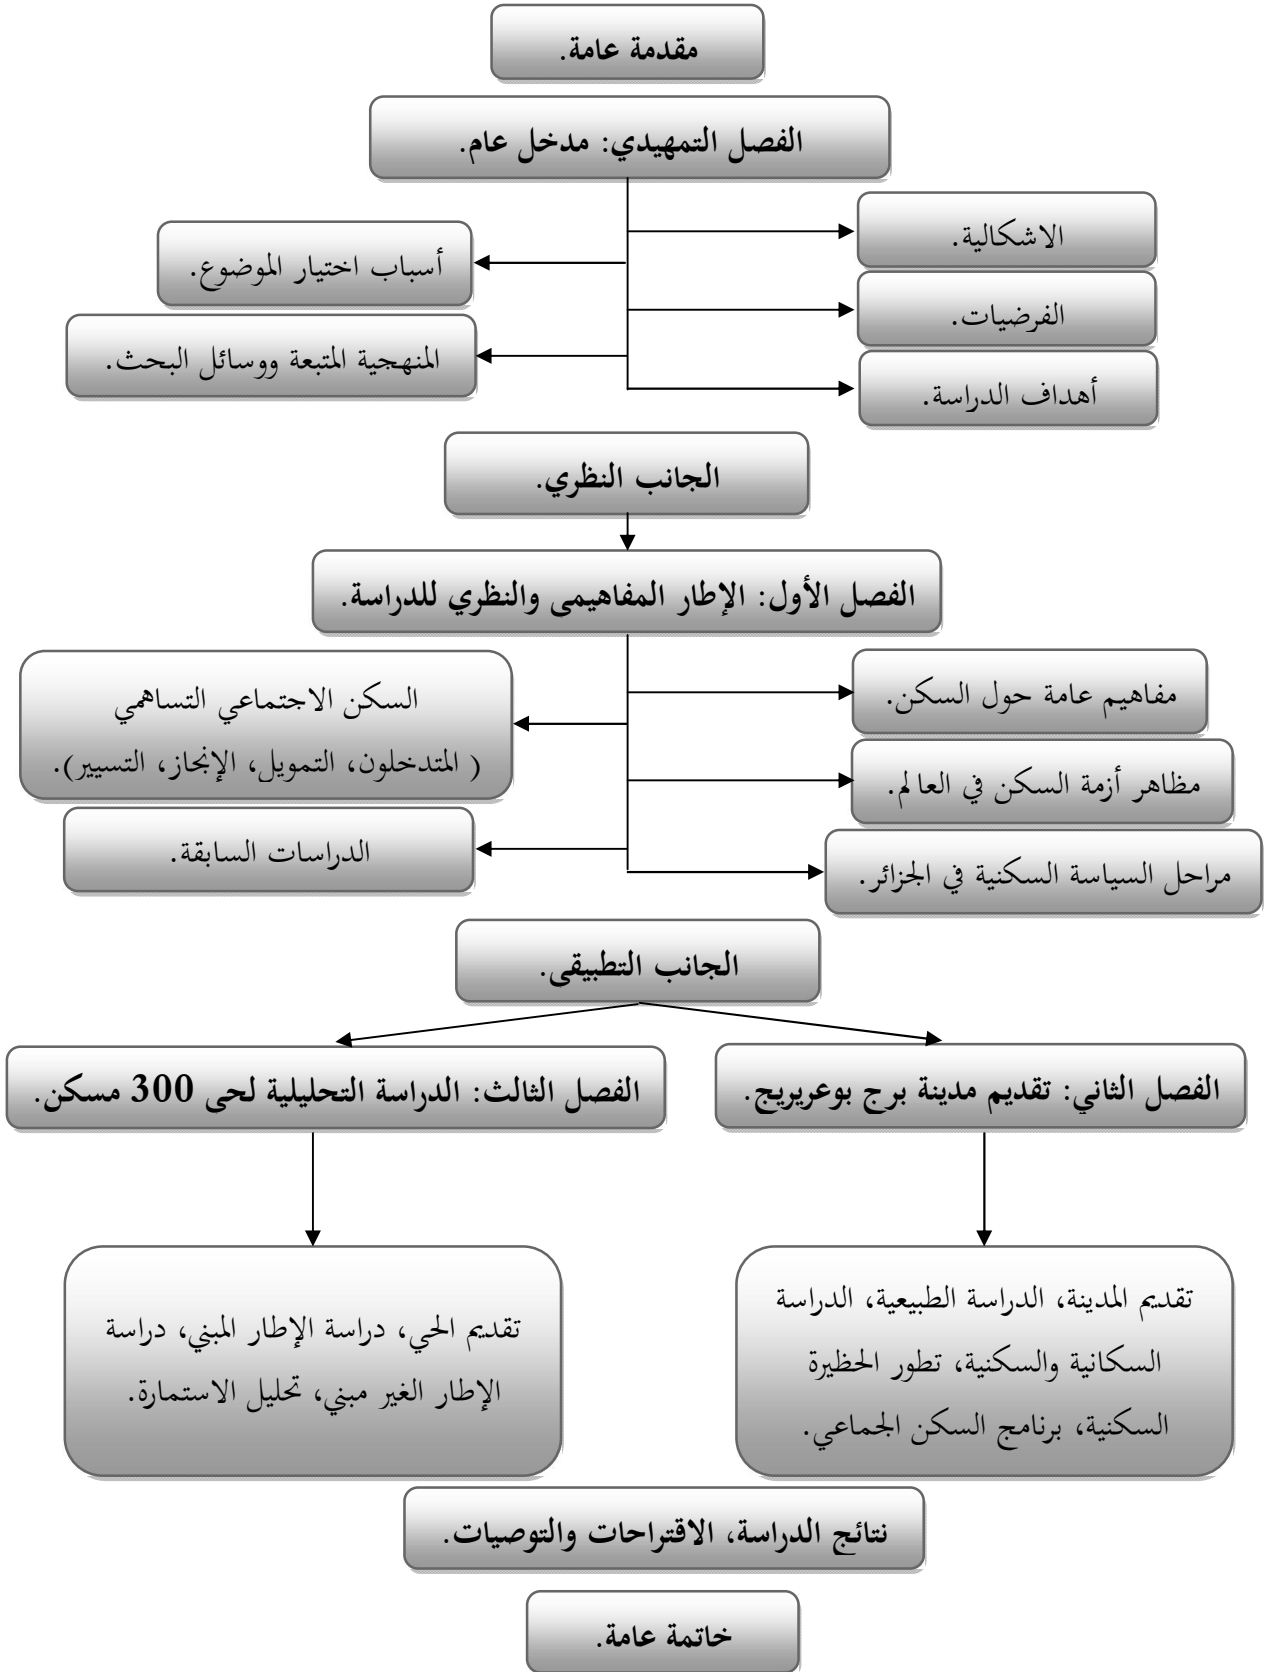 مقدمة عامة.
الفصل التمهيدي: مدخل عام.
الاشكالية.
أسباب اختيار الموضوع.
الفرضيات.
المنهجية المتبعة ووسائل البحث.
أهداف الدراسة.
الجانب النظري.
الفصل الأول: الإطار المفاهيمى والنظري للدراسة.
مفاهيم عامة حول السكن.
السكن الاجتماعي التساهمي
( المتدخلون، التمويل، الإنجاز، التسيير).
مظاهر أزمة السكن في العالم.
الدراسات السابقة.
مراحل السياسة السكنية في الجزائر.
الجانب التطبيقى.
الفصل الثاني: تقديم مدينة برج بوعريريج.
الفصل الثالث: الدراسة التحليلية لحى 300 مسكن.
تقديم المدينة، الدراسة الطبيعية، الدراسة
السكانية والسكنية، تطور الحظيرة
السكنية، برنامج السكن الجماعي.
تقديم الحي، دراسة الإطار المبني، دراسة
الإطار الغير مبني، تحليل الاستمارة.
نتائج الدراسة، الاقتراحات والتوصيات.
خاتمة عامة.